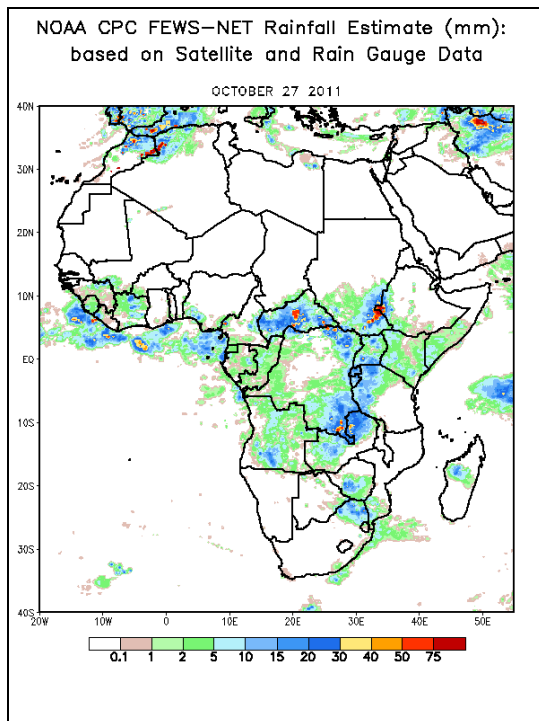 NOAA CPC FEWS-NET Rainfall Estimate (mm):
based on Satellite and Rain Gauge Data
OCTOBER 27 2011
40N
30N
20N
10N
EQ
10S
20S
30S
40S
20W 10W 0 10E 20E 30E 40E 50E
0.1 1 2 5 10 15 20 30 40 50 75